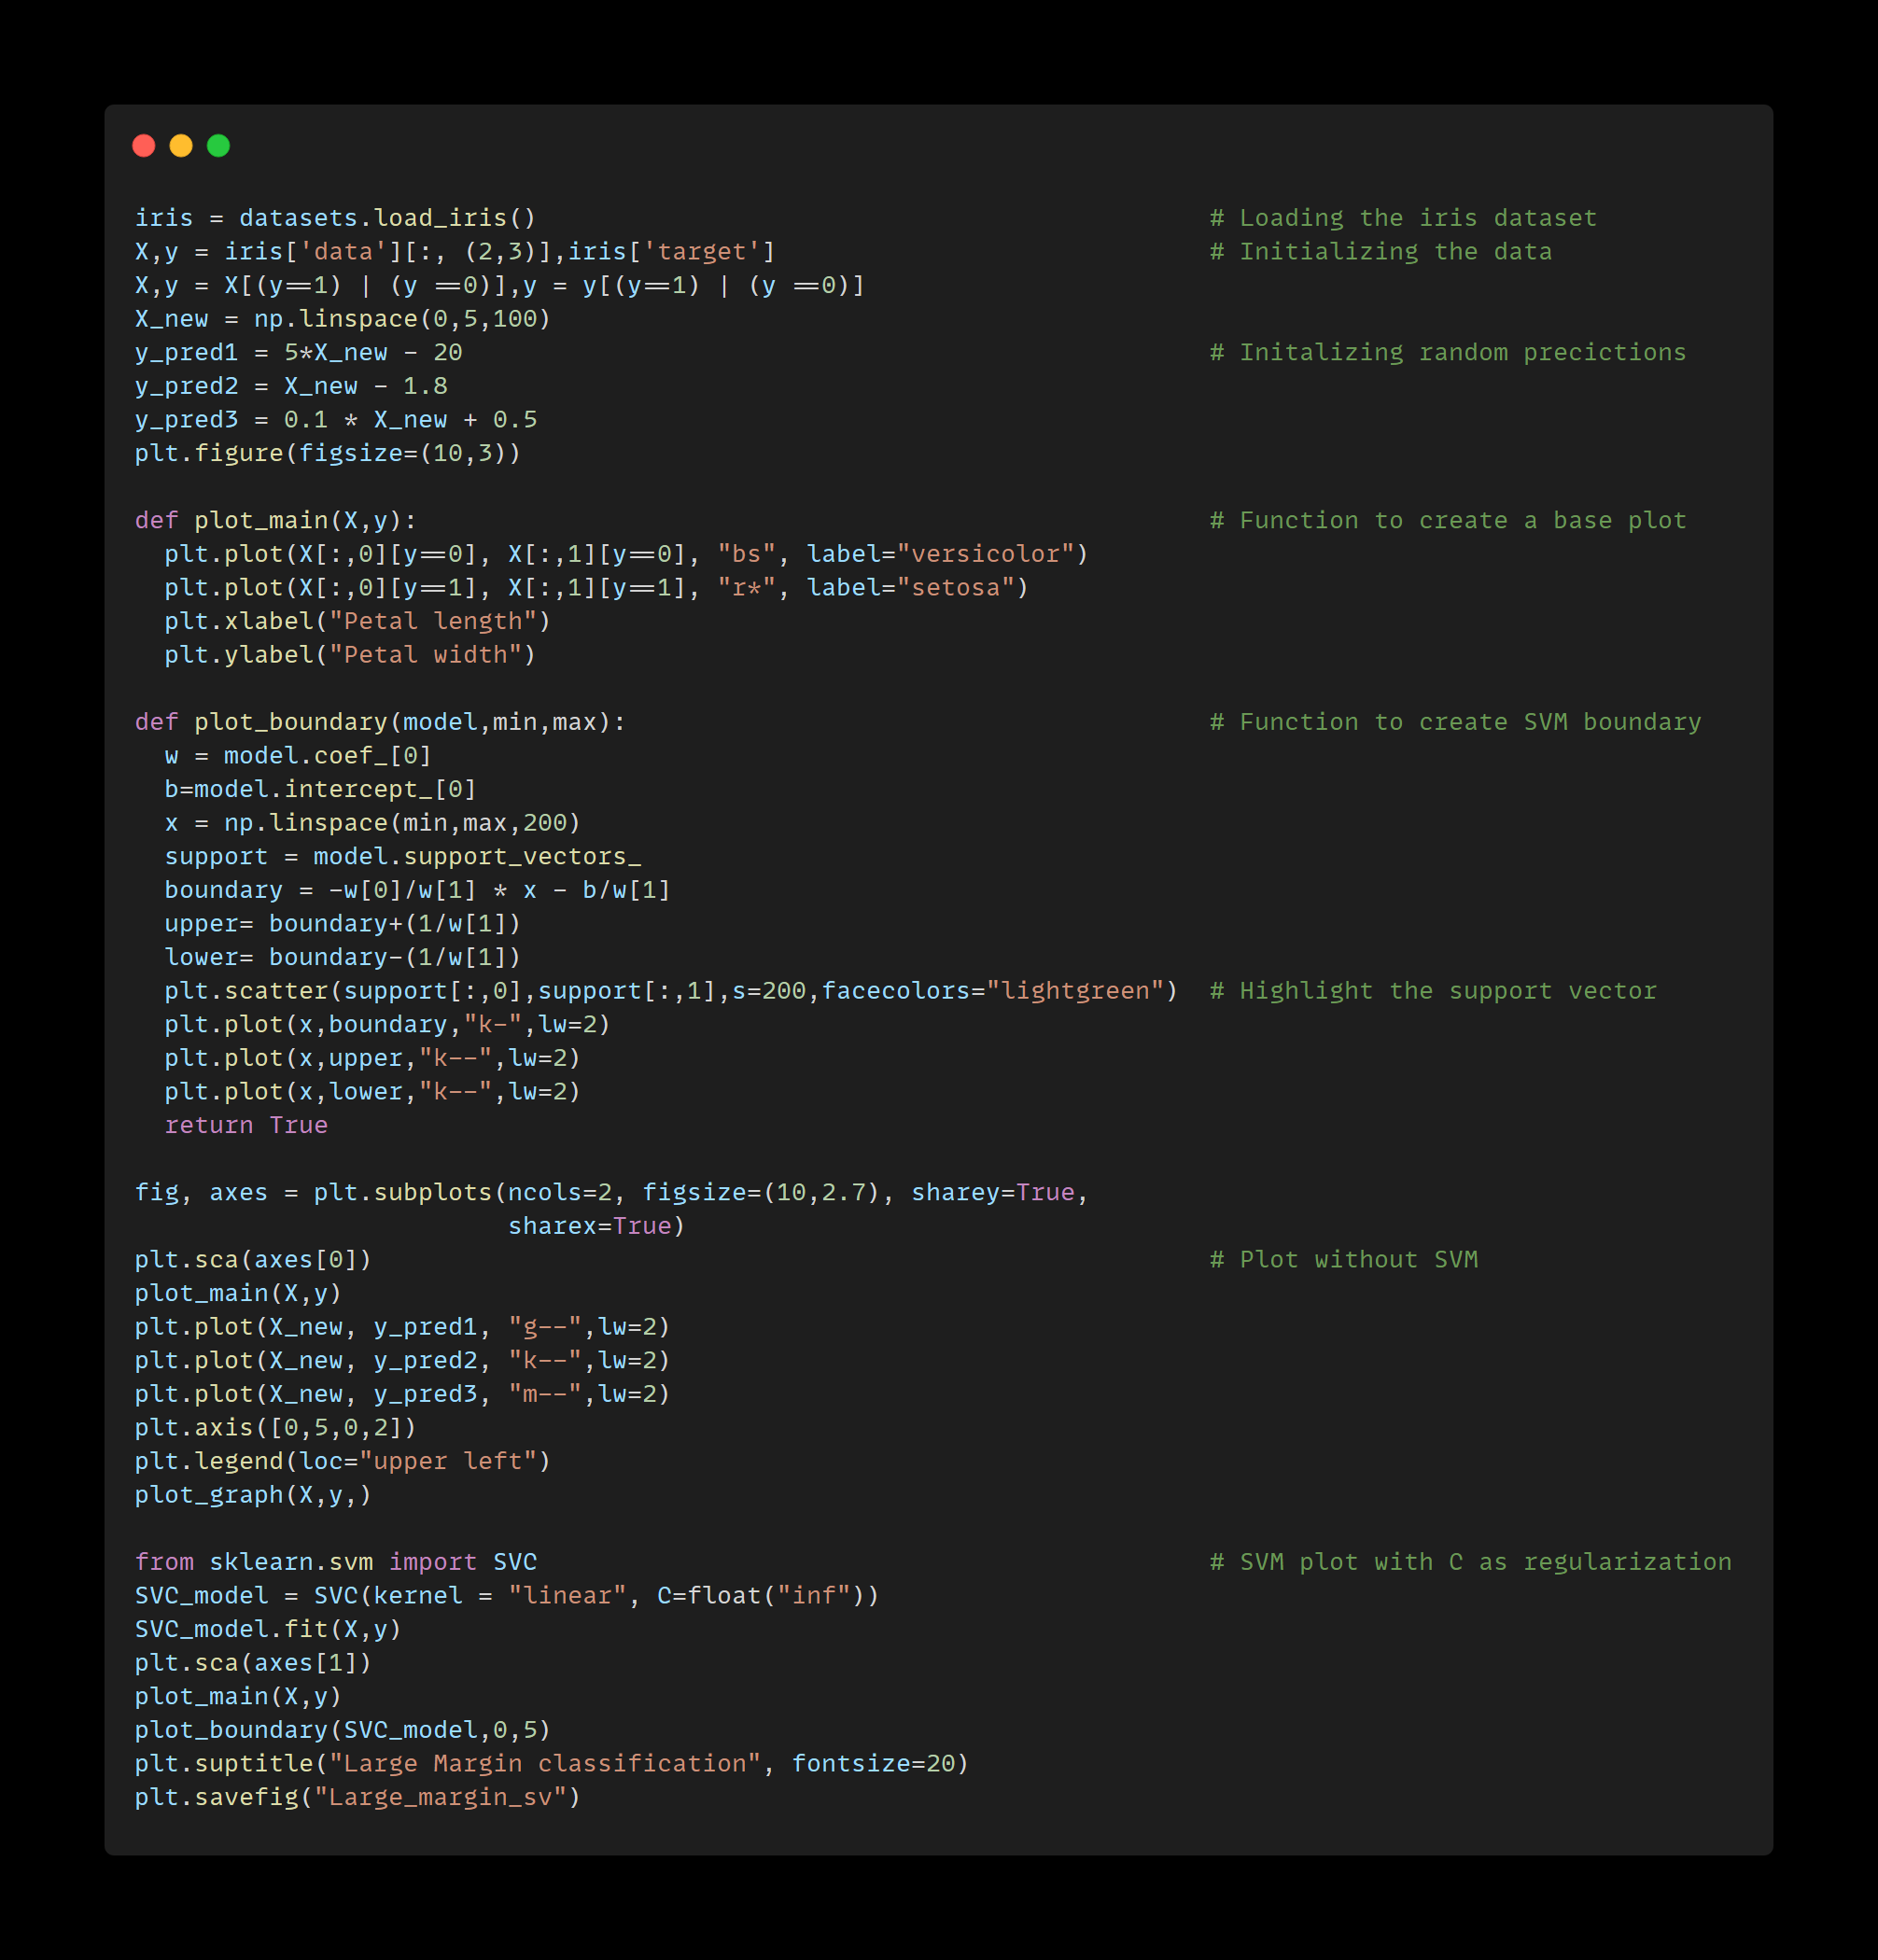 iris = datasets.load_iris()                                             # Loading the iris dataset
X,y = iris['data'][:, (2,3)],iris['target']                             # Initializing the data
X,y = X[(y==1) | (y ==0)],y = y[(y==1) | (y ==0)]
X_new = np.linspace(0,5,100)
y_pred1 = 5*X_new - 20                                                  # Initalizing random precictions
y_pred2 = X_new - 1.8
y_pred3 = 0.1 * X_new + 0.5
plt.figure(figsize=(10,3))

def plot_main(X,y):                                                     # Function to create a base plot
  plt.plot(X[:,0][y==0], X[:,1][y==0], "bs", label="versicolor")
  plt.plot(X[:,0][y==1], X[:,1][y==1], "r*", label="setosa")
  plt.xlabel("Petal length")
  plt.ylabel("Petal width")

def plot_boundary(model,min,max):                                       # Function to create SVM boundary
  w = model.coef_[0]
  b=model.intercept_[0]
  x = np.linspace(min,max,200)
  support = model.support_vectors_
  boundary = -w[0]/w[1] * x - b/w[1]
  upper= boundary+(1/w[1])
  lower= boundary-(1/w[1])
  plt.scatter(support[:,0],support[:,1],s=200,facecolors="lightgreen")  # Highlight the support vector
  plt.plot(x,boundary,"k-",lw=2)
  plt.plot(x,upper,"k--",lw=2)
  plt.plot(x,lower,"k--",lw=2)
  return True

fig, axes = plt.subplots(ncols=2, figsize=(10,2.7), sharey=True,
                         sharex=True)
plt.sca(axes[0])                                                        # Plot without SVM
plot_main(X,y)
plt.plot(X_new, y_pred1, "g--",lw=2)
plt.plot(X_new, y_pred2, "k--",lw=2)
plt.plot(X_new, y_pred3, "m--",lw=2)
plt.axis([0,5,0,2])
plt.legend(loc="upper left")
plot_graph(X,y,)

from sklearn.svm import SVC                                             # SVM plot with C as regularization
SVC_model = SVC(kernel = "linear", C=float("inf"))
SVC_model.fit(X,y)
plt.sca(axes[1])
plot_main(X,y)
plot_boundary(SVC_model,0,5)
plt.suptitle("Large Margin classification", fontsize=20)
plt.savefig("Large_margin_sv")